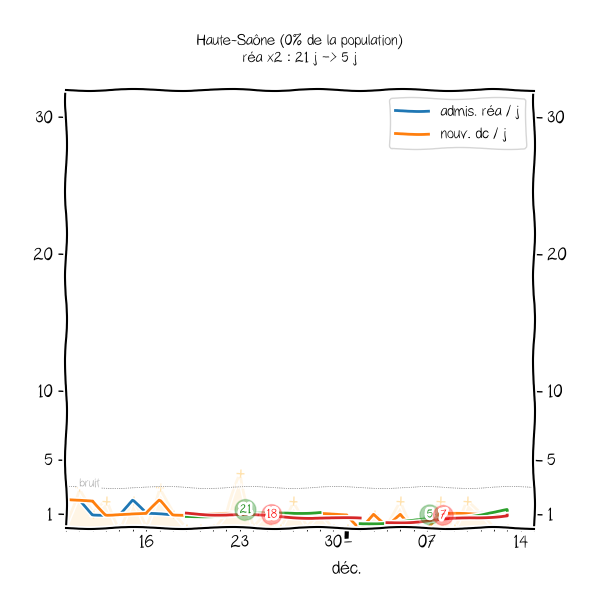 Haute-Saône (0% de la population)
réa x2 : 21 j -> 5 j
admis. réa / j
nouv. dc / j
30 30
20 20
10 10
5 5
bruit
1 21 18 5 7 1
16 23 30 07 14
déc.